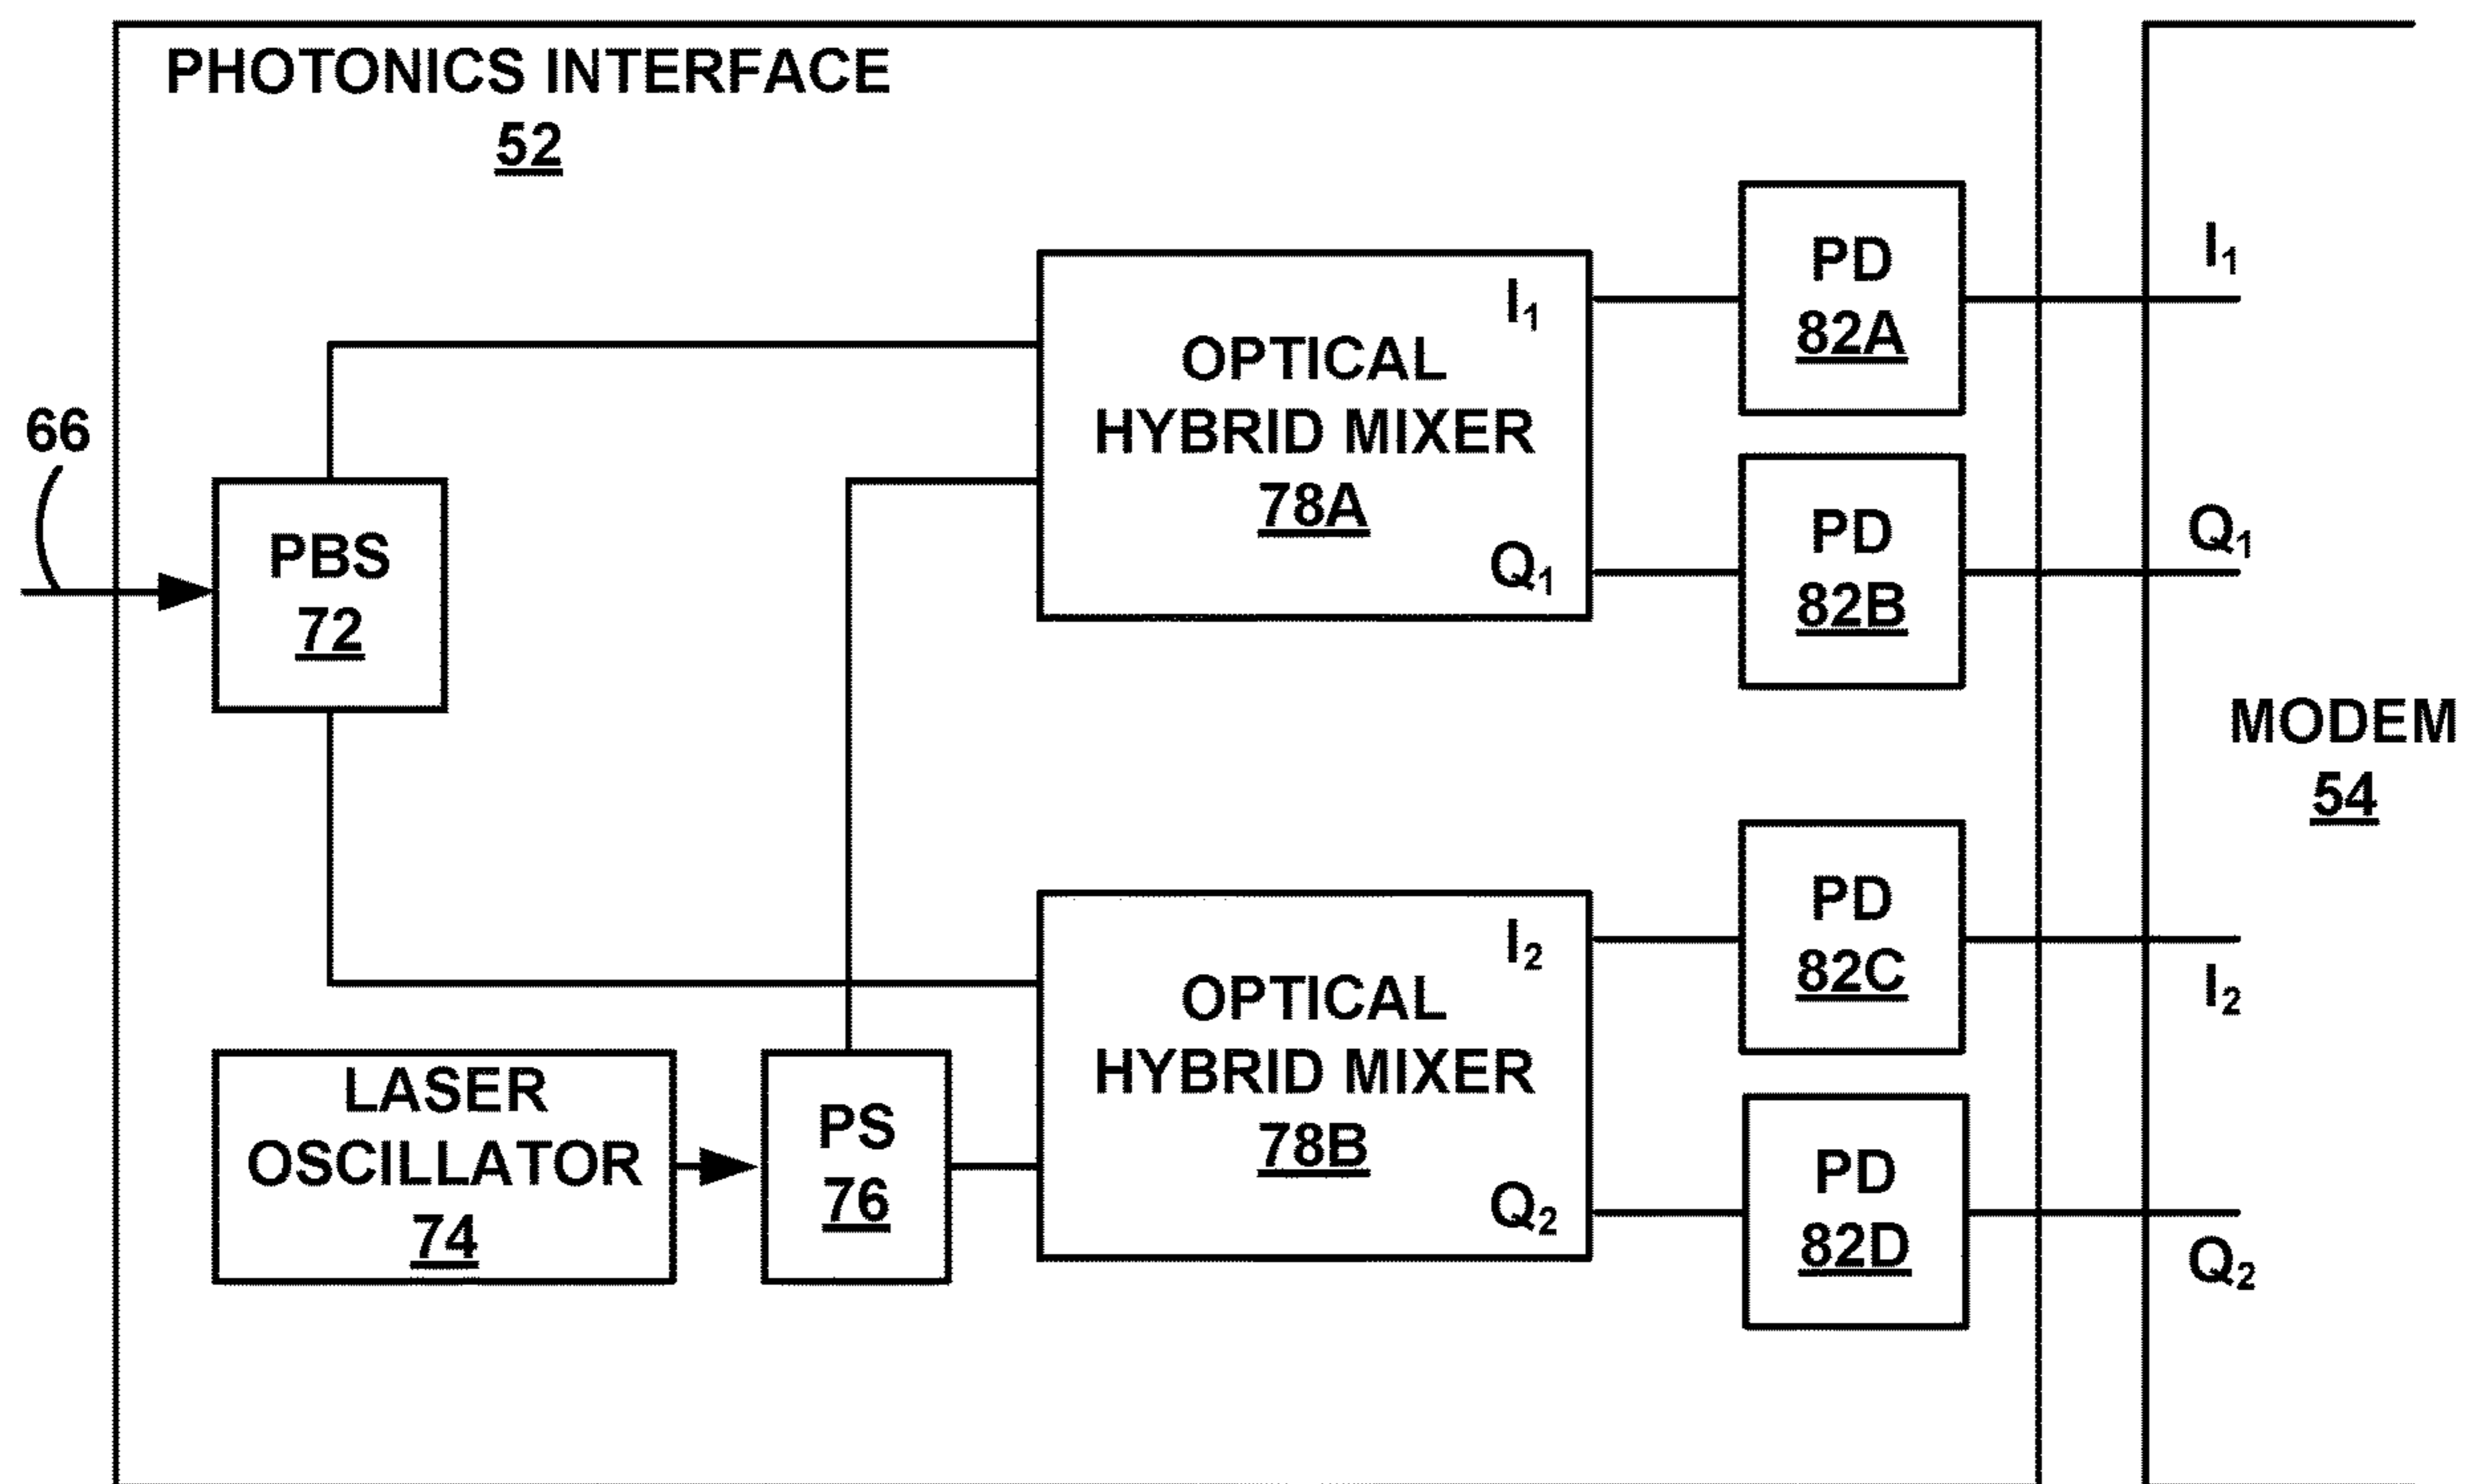 PHOTONICS INTERFACE
52
66
PBS
72
LASER
OSCILLATOR
74
PS
76
OPTICAL
HYBRID MIXER
78A
I₁
Q₁
OPTICAL
HYBRID MIXER
78B
I₂
Q₂
PD
82A
PD
82B
PD
82C
PD
82D
I₁
Q₁
MODEM
54
I₂
Q₂